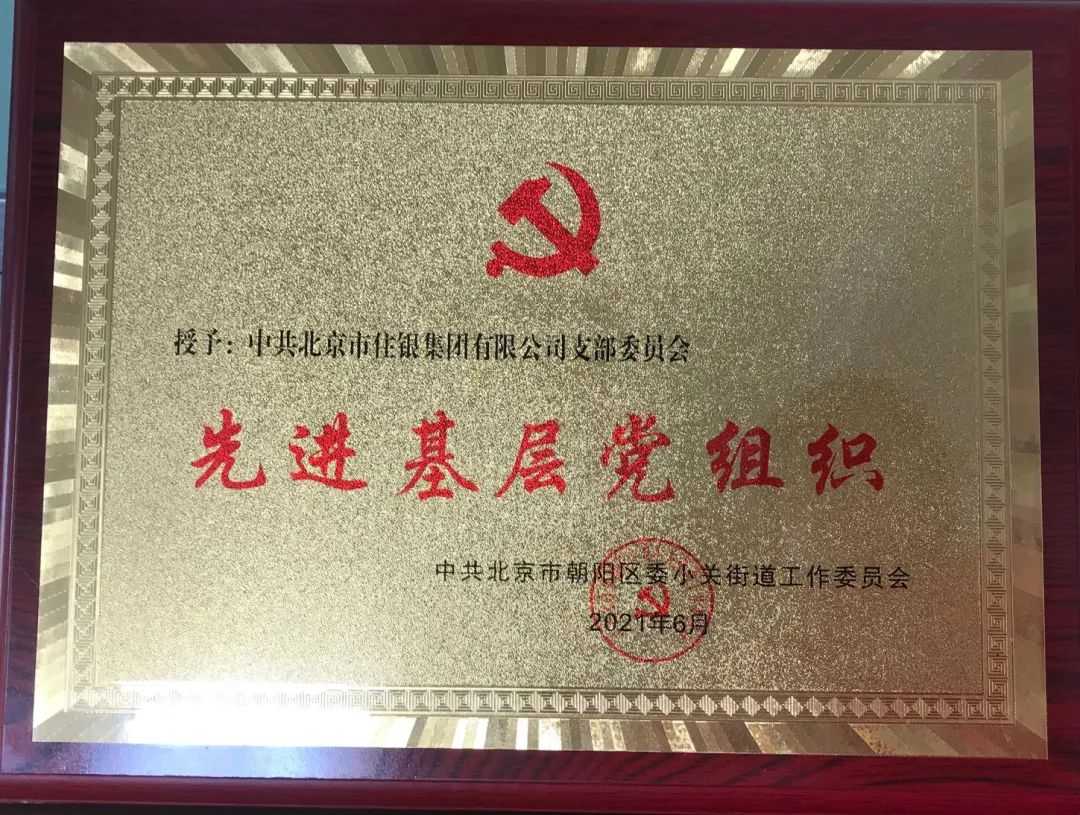 授予：中共北京市住银集团有限公司支部委员会
先进基层党组织
中共北京市朝阳区委小关街道工作委员会
2021年6月